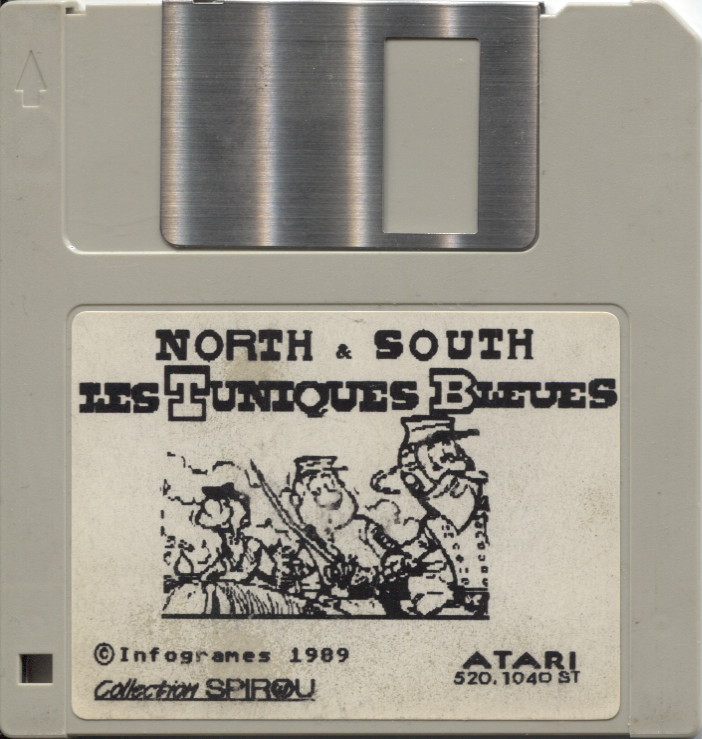 NORTH & SOUTH
LES TUNIQUES BLEUES
©Infogrames 1989
Collection SPIROU
ATARI
520.1040 ST